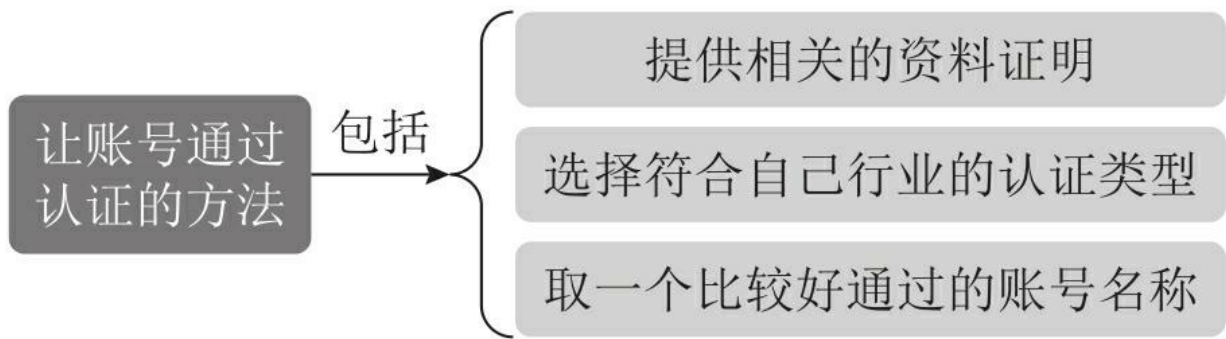 让账号通过
认证的方法
包括
提供相关的资料证明
选择符合自己行业的认证类型
取一个比较好通过的账号名称